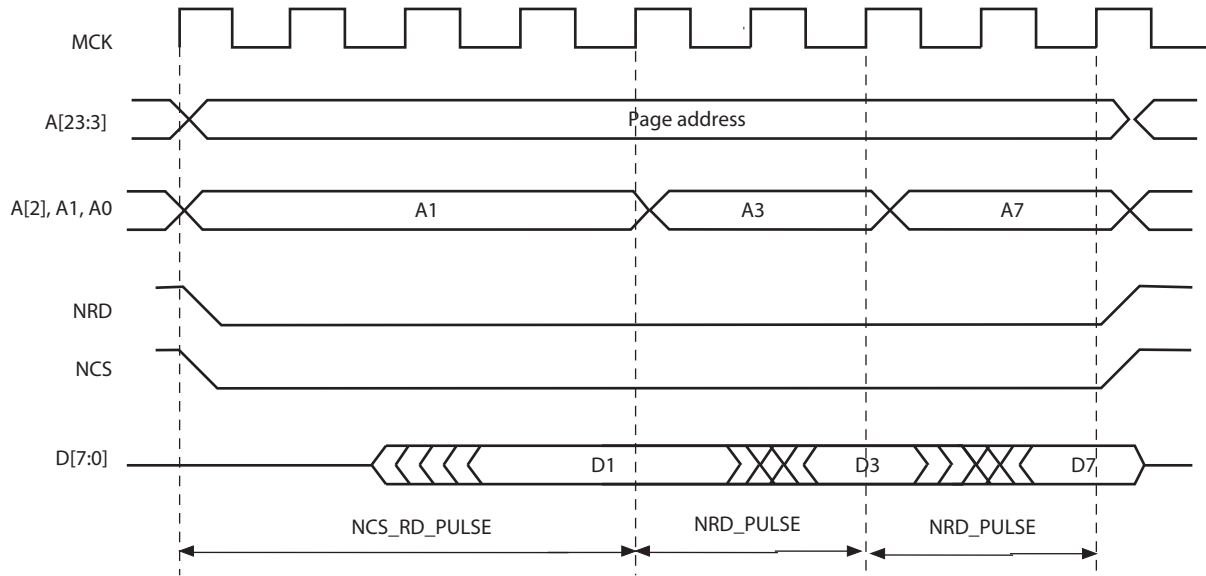 MCK
A[23:3]
Page address
A[2], A1, A0
A1
A3
A7
NRD
NCS
D[7:0]
D1
D3
D7
NCS_RD_PULSE
NRD_PULSE
NRD_PULSE